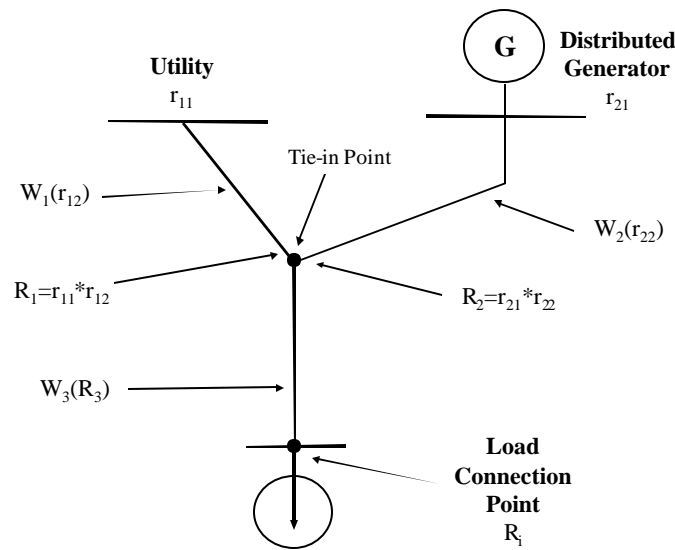 G
Distributed
Generator
r₂₁
Utility
r₁₁
Tie-in Point
W₁(r₁₂)
W₂(r₂₂)
R₁=r₁₁*r₁₂
R₂=r₂₁*r₂₂
W₃(R₃)
Load
Connection
Point
Rᵢ